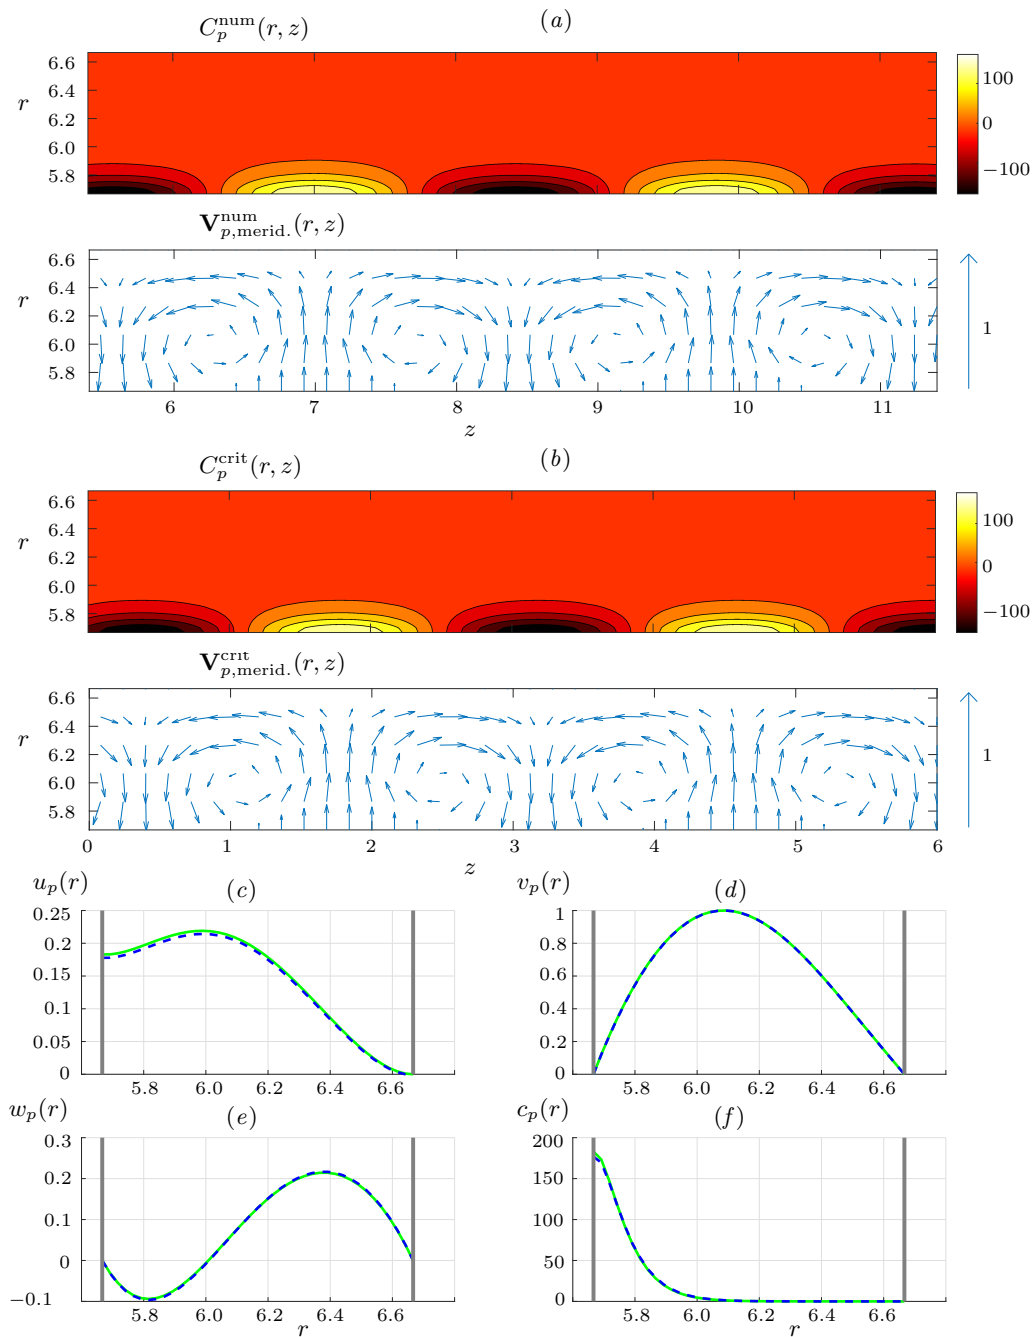 C_p^num(r, z) (a)
6.6
6.4
r
6.2
6.0
5.8
100
0
−100
V_{p,merid.}^num(r, z)
6.6
6.4
r
6.2
6.0
5.8
1
6 7 8 9 10 11
z
C_p^crit(r, z) (b)
6.6
6.4
r
6.2
6.0
5.8
100
0
−100
V_{p,merid.}^crit(r, z)
6.6
6.4
r
6.2
6.0
5.8
1
0 1 2 3 4 5 6
z
u_p(r) (c)
0.25
0.2
0.15
0.1
0.05
0
5.8 6.0 6.2 6.4 6.6
v_p(r) (d)
1
0.8
0.6
0.4
0.2
0
5.8 6.0 6.2 6.4 6.6
w_p(r) (e)
0.3
0.2
0.1
0
−0.1
5.8 6.0 6.2 6.4 6.6
r
c_p(r) (f)
200
150
100
50
0
5.8 6.0 6.2 6.4 6.6
r